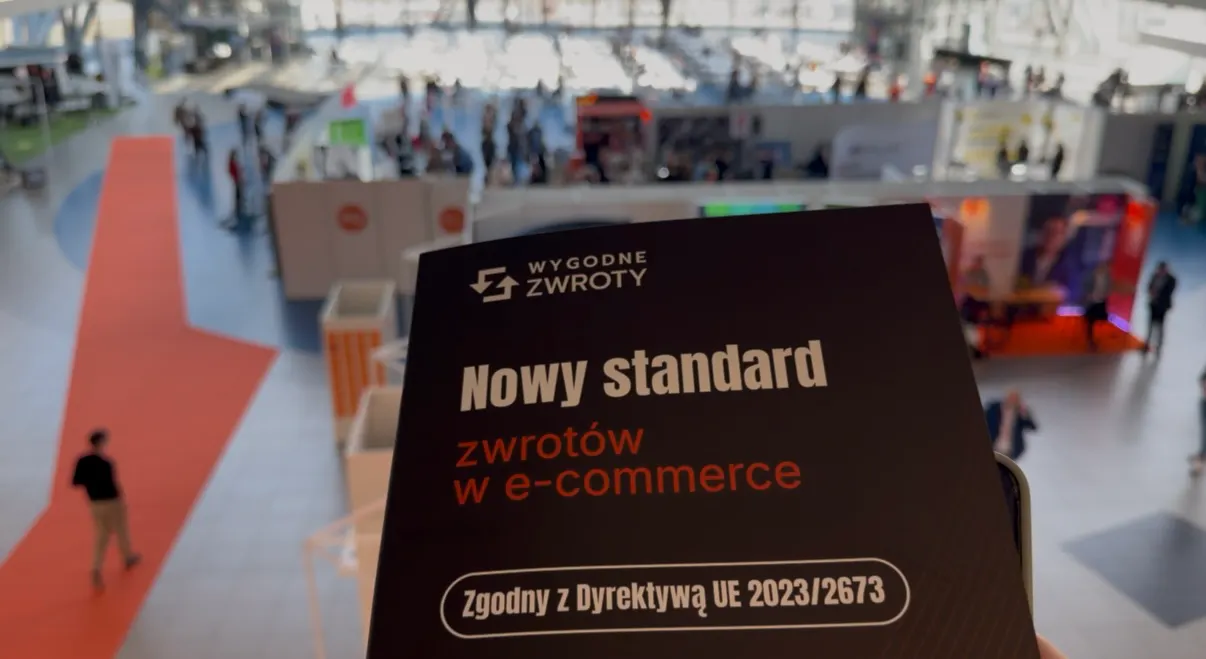 WYGODNE
ZWROTY
Nowy standard
zwrotów
w e-commerce
Zgodny z Dyrektywą UE 2023/2673